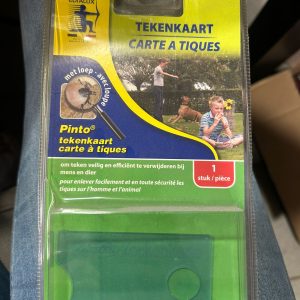 TEKENKAART
CARTE A TIQUES
met loep - avec loupe
Pinto®
tekenkaart
carte à tiques
om teken veilig en efficiënt te verwijderen bij
mens en dier
pour enlever facilement et en toute sécurité les
tiques sur l'homme et l'animal
1
stuk / pièce